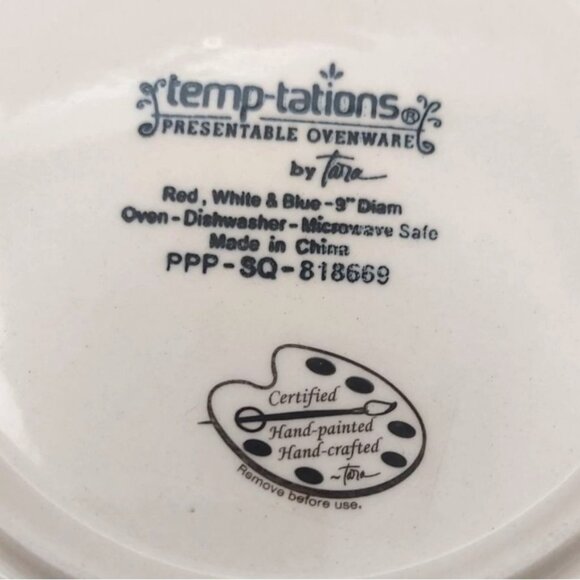 temp-tations®
PRESENTABLE OVENWARE
by Tara
Red, White & Blue-9" Diam
Oven-Dishwasher-Microwave Safe
Made in China
PPP-SQ-818669
Certified
Hand-painted
Hand-crafted
~Tara
Remove before use.